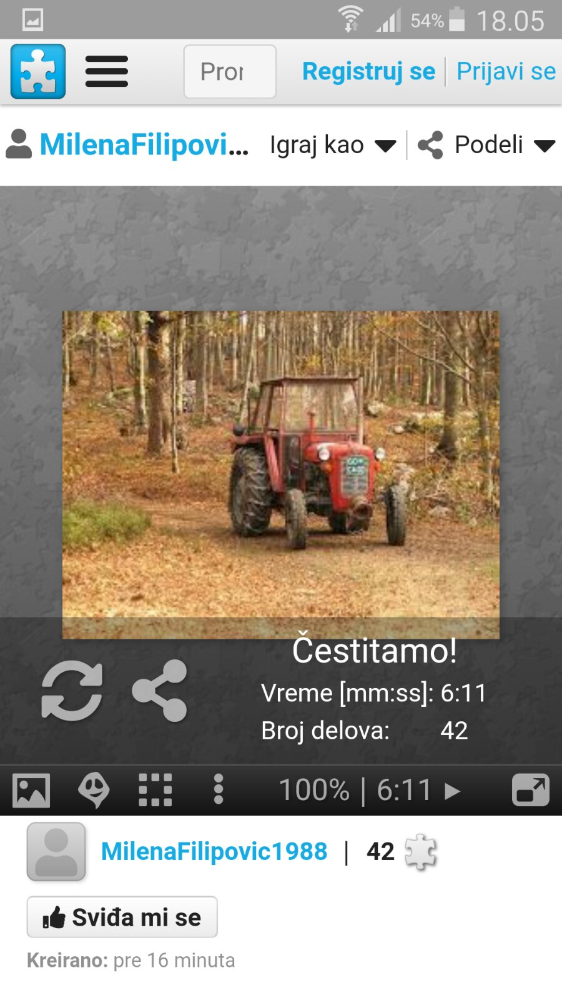 54% 18.05
Pror Registruj se Prijavi se
MilenaFilipovi... Igraj kao Podeli
Čestitamo!
Vreme [mm:ss]: 6:11
Broj delova: 42
100% | 6:11
MilenaFilipovic1988 | 42
Sviđa mi se
Kreirano: pre 16 minuta